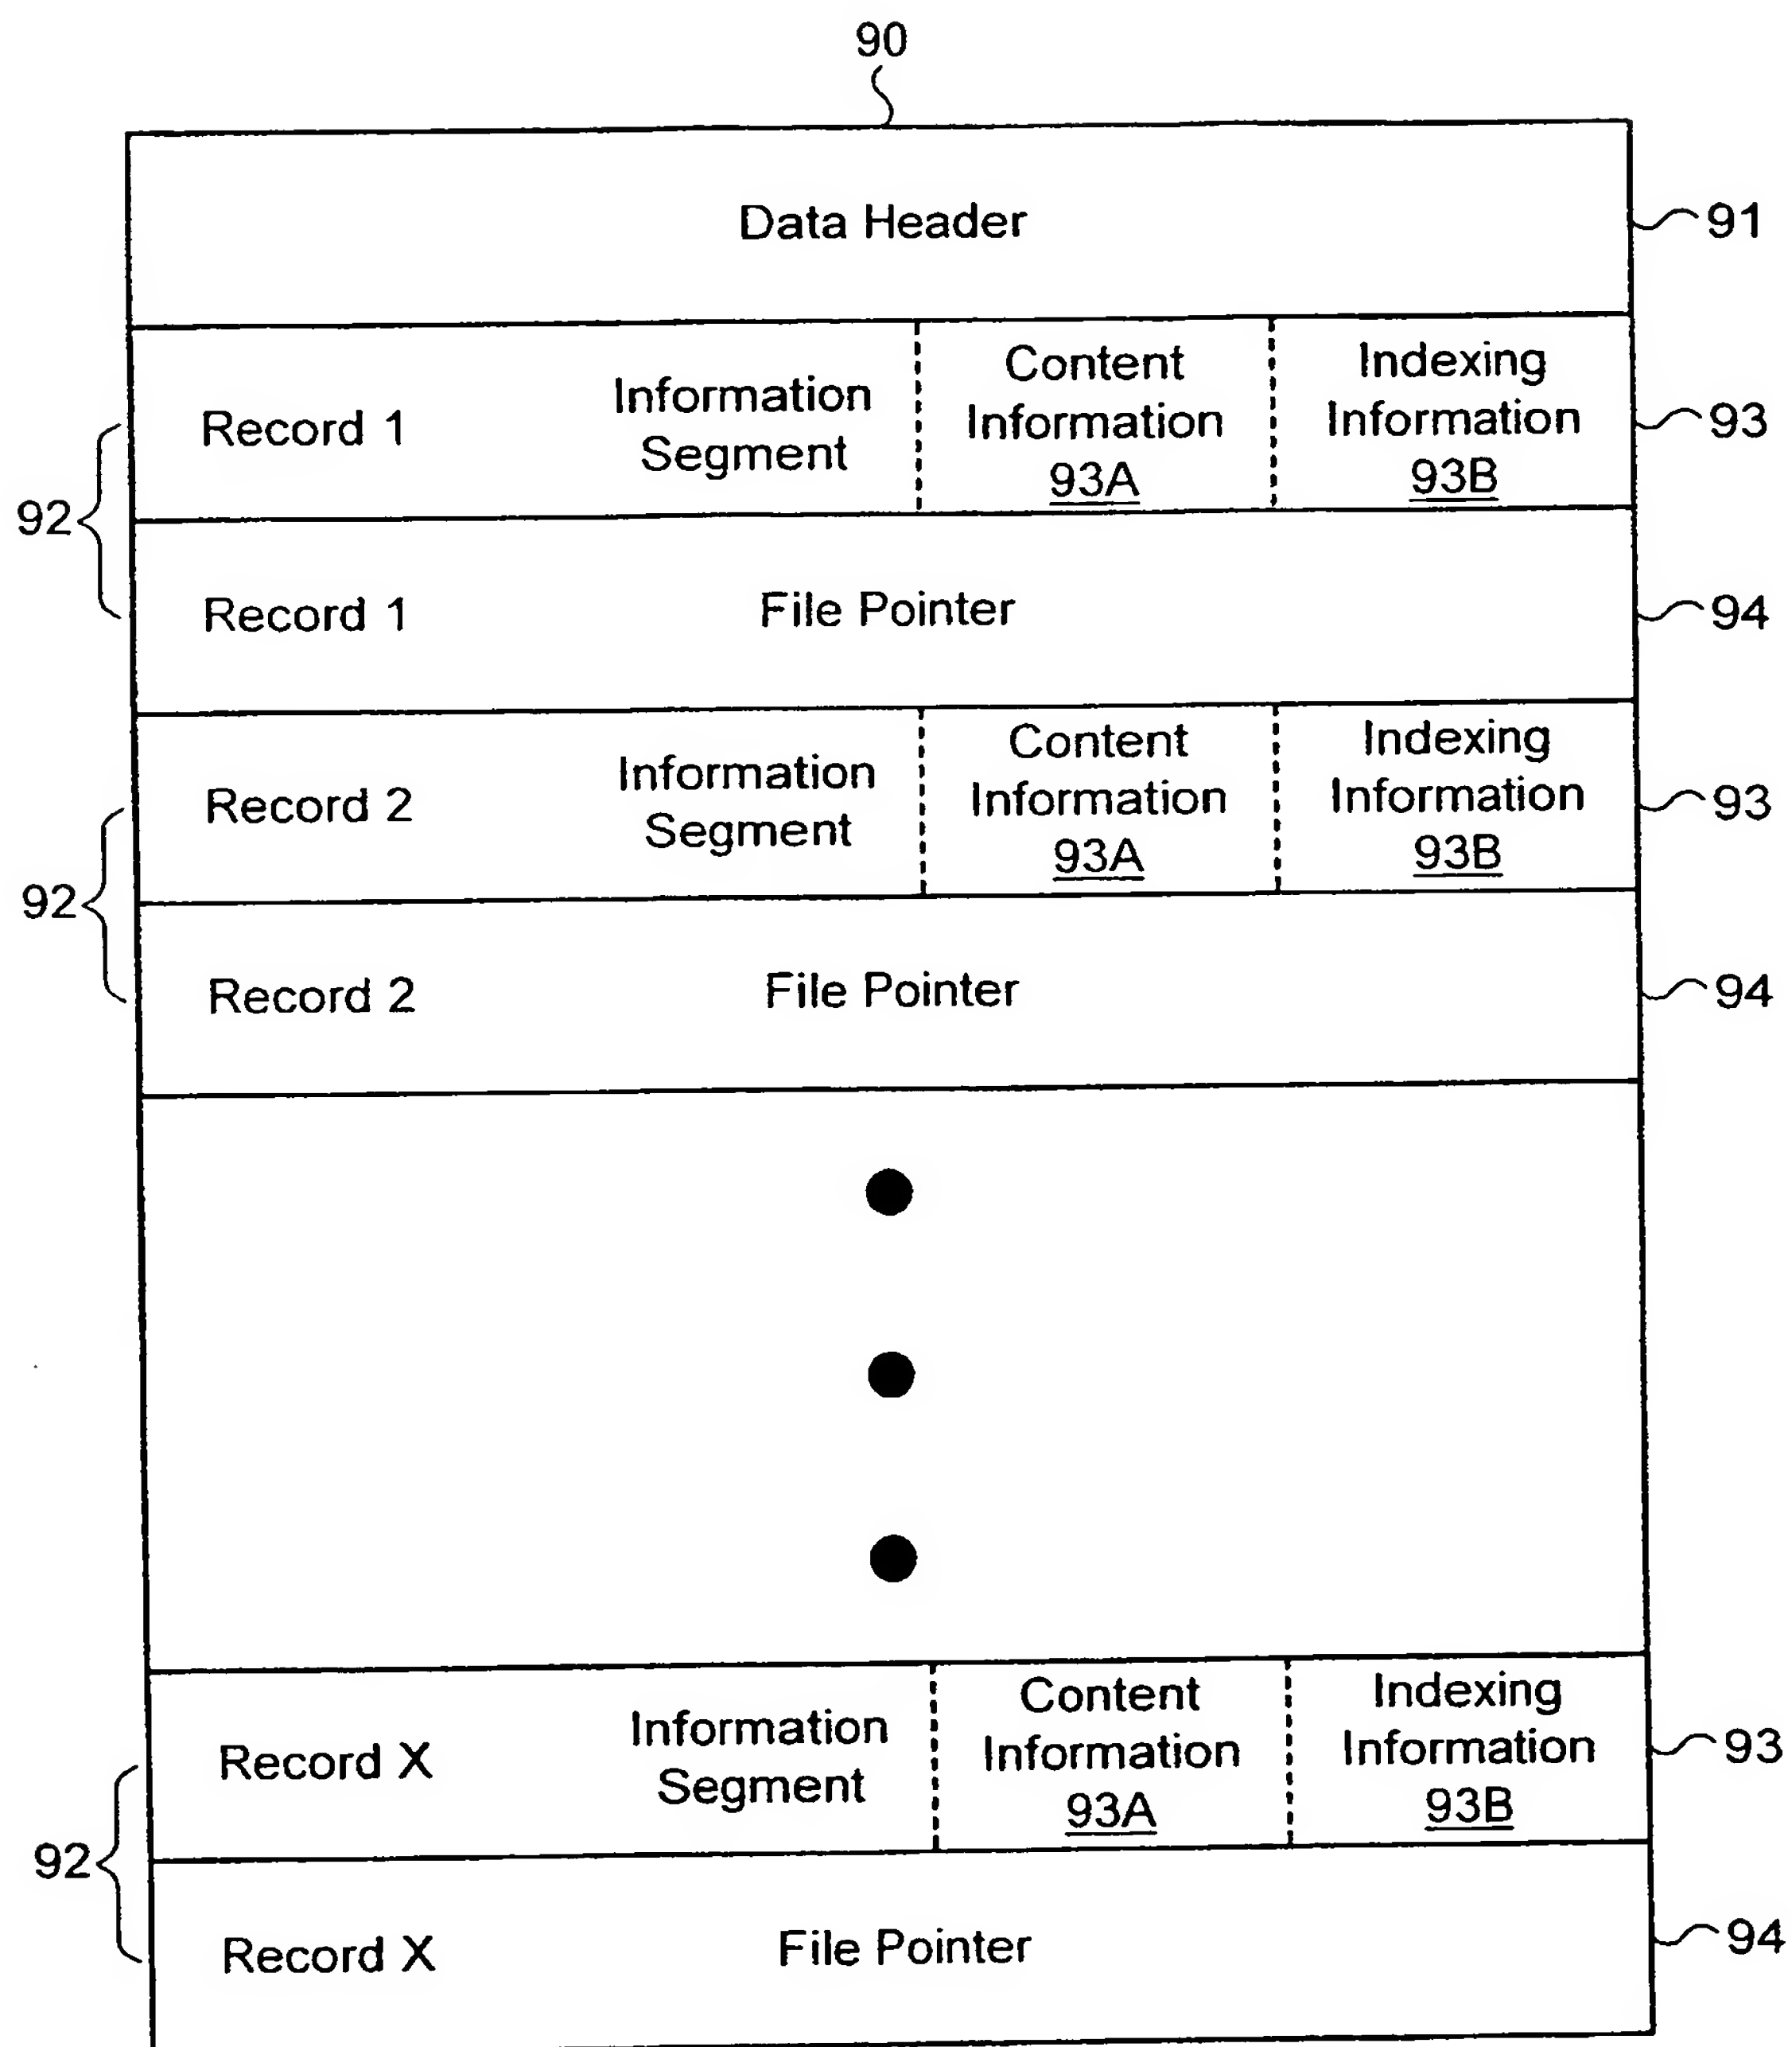 90
Data Header
91
Record 1
Information
Segment
Content
Information
93A
Indexing
Information
93B
93
92
Record 1
File Pointer
94
Record 2
Information
Segment
Content
Information
93A
Indexing
Information
93B
93
92
Record 2
File Pointer
94
Record X
Information
Segment
Content
Information
93A
Indexing
Information
93B
93
92
Record X
File Pointer
94